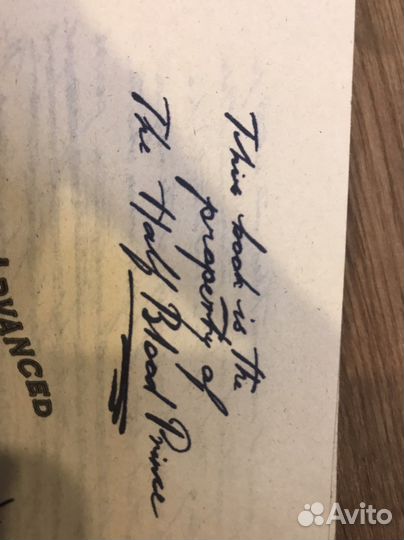 This book is the
property of
The Half Blood Prince
ADVANCED
Avito